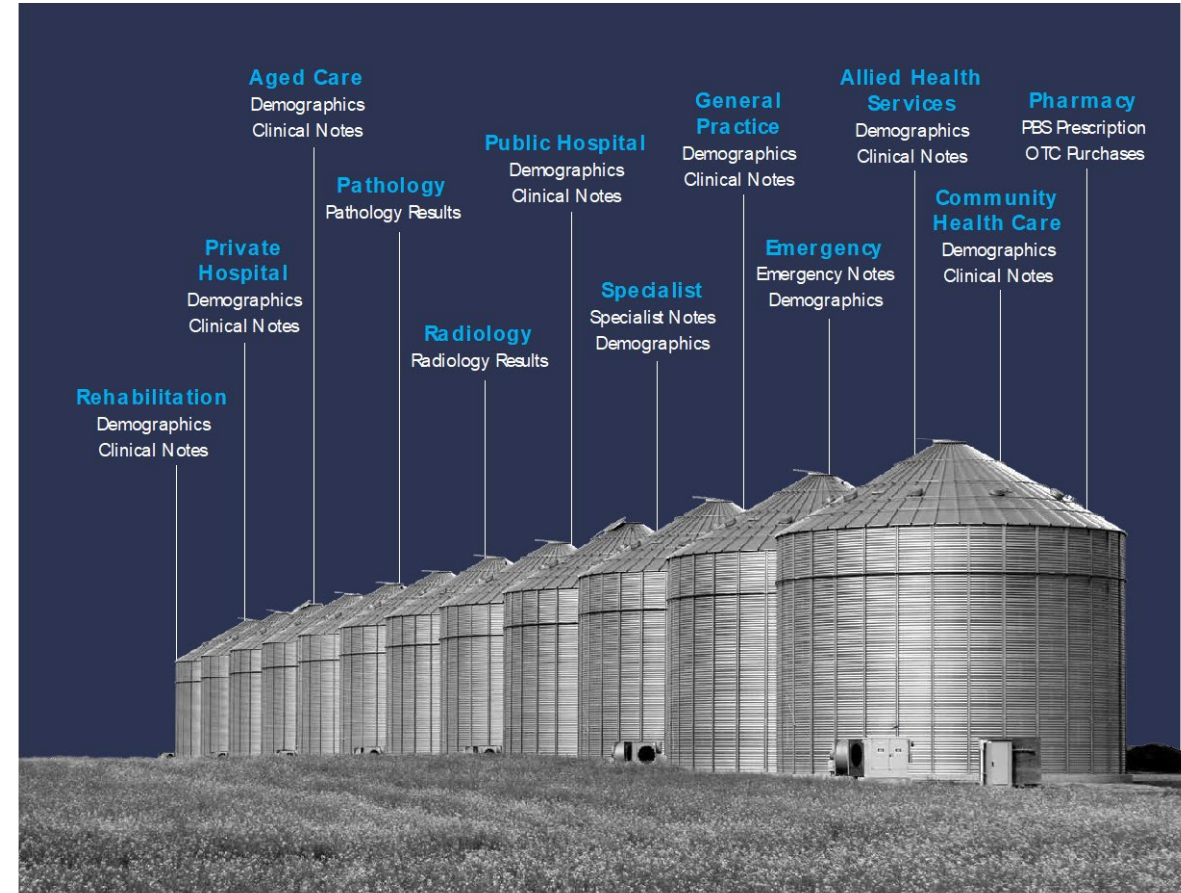 Aged Care
Demographics
Clinical Notes
Allied Health
Services
Demographics
Clinical Notes
General
Practice
Demographics
Clinical Notes
Pharmacy
PBS Prescription
OTC Purchases
Public Hospital
Demographics
Clinical Notes
Pathology
Pathology Results
Community
Health Care
Demographics
Clinical Notes
Private
Hospital
Demographics
Clinical Notes
Emergency
Emergency Notes
Demographics
Specialist
Specialist Notes
Demographics
Radiology
Radiology Results
Rehabilitation
Demographics
Clinical Notes